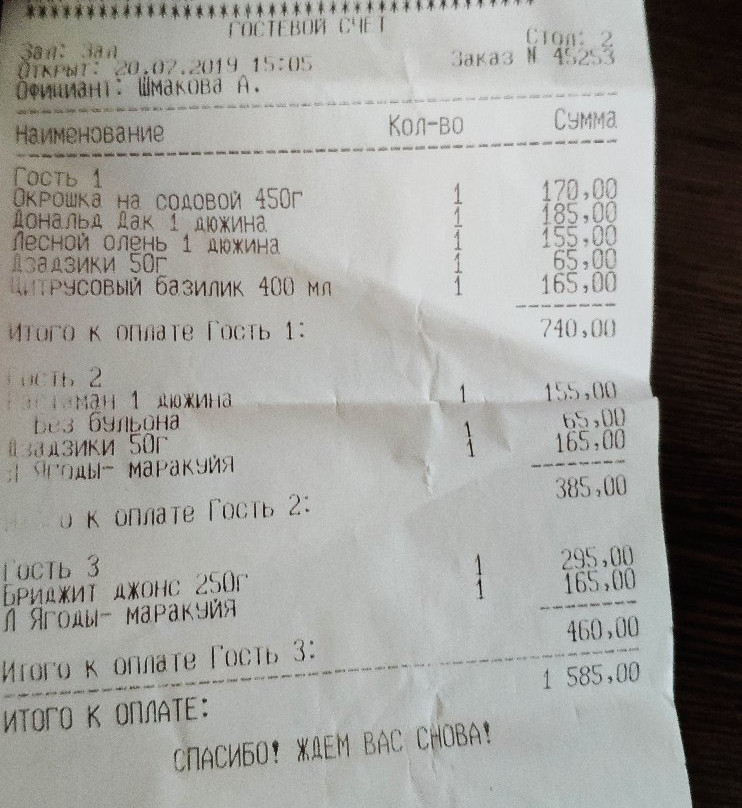 ********************************
ГОСТЕВОЙ СЧЕТ
Зал: Зал Стол: 2
Открыт: 20.07.2019 15:05 Заказ № 45253
Официант: Шмакова А.
Наименование Кол-во Сумма
Гость 1
Окрошка на содовой 450г 1 170,00
Дональд Дак 1 дюжина 1 185,00
Лесной олень 1 дюжина 1 155,00
Дзадзики 50г 1 65,00
Цитрусовый базилик 400 мл 1 165,00
Итого к оплате Гость 1: 740,00
Гость 2
1 дюжина 1 155,00
Без бульона
Дзадзики 50г 1 65,00
Л Ягоды- маракуйя 1 165,00
Итого к оплате Гость 2: 385,00
Гость 3
Бриджит джонс 250г 1 295,00
Л Ягоды- маракуйя 1 165,00
Итого к оплате Гость 3: 460,00
ИТОГО К ОПЛАТЕ: 1 585,00
СПАСИБО! ЖДЕМ ВАС СНОВА!